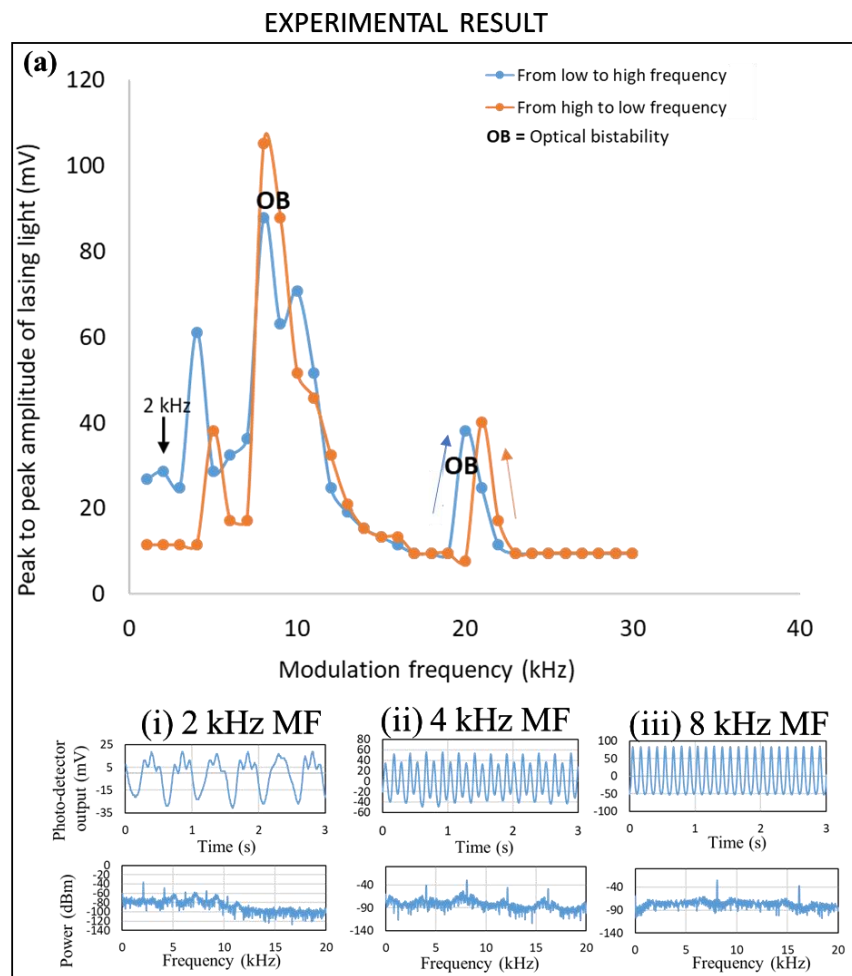 EXPERIMENTAL RESULT
(a)
120
100
80
60
40
20
0
0 10 20 30 40
Peak to peak amplitude of lasing light (mV)
Modulation frequency (kHz)
From low to high frequency
From high to low frequency
OB = Optical bistability
OB
2 kHz
OB
(i) 2 kHz MF
(ii) 4 kHz MF
(iii) 8 kHz MF
Photo-detector
output (mV)
25
5
-15
-35
0 1 2 3
Time (s)
80
60
40
20
0
-20
-40
-60
0 1 2 3
Time (s)
100
50
0
-50
-100
0 1 2 3
Time (s)
Power (dBm)
0
-20
-40
-60
-80
-100
-120
-140
0 5 10 15 20
Frequency (kHz)
-40
-90
-140
0 5 10 15 20
Frequency (kHz)
-40
-90
-140
0 5 10 15 20
Frequency (kHz)